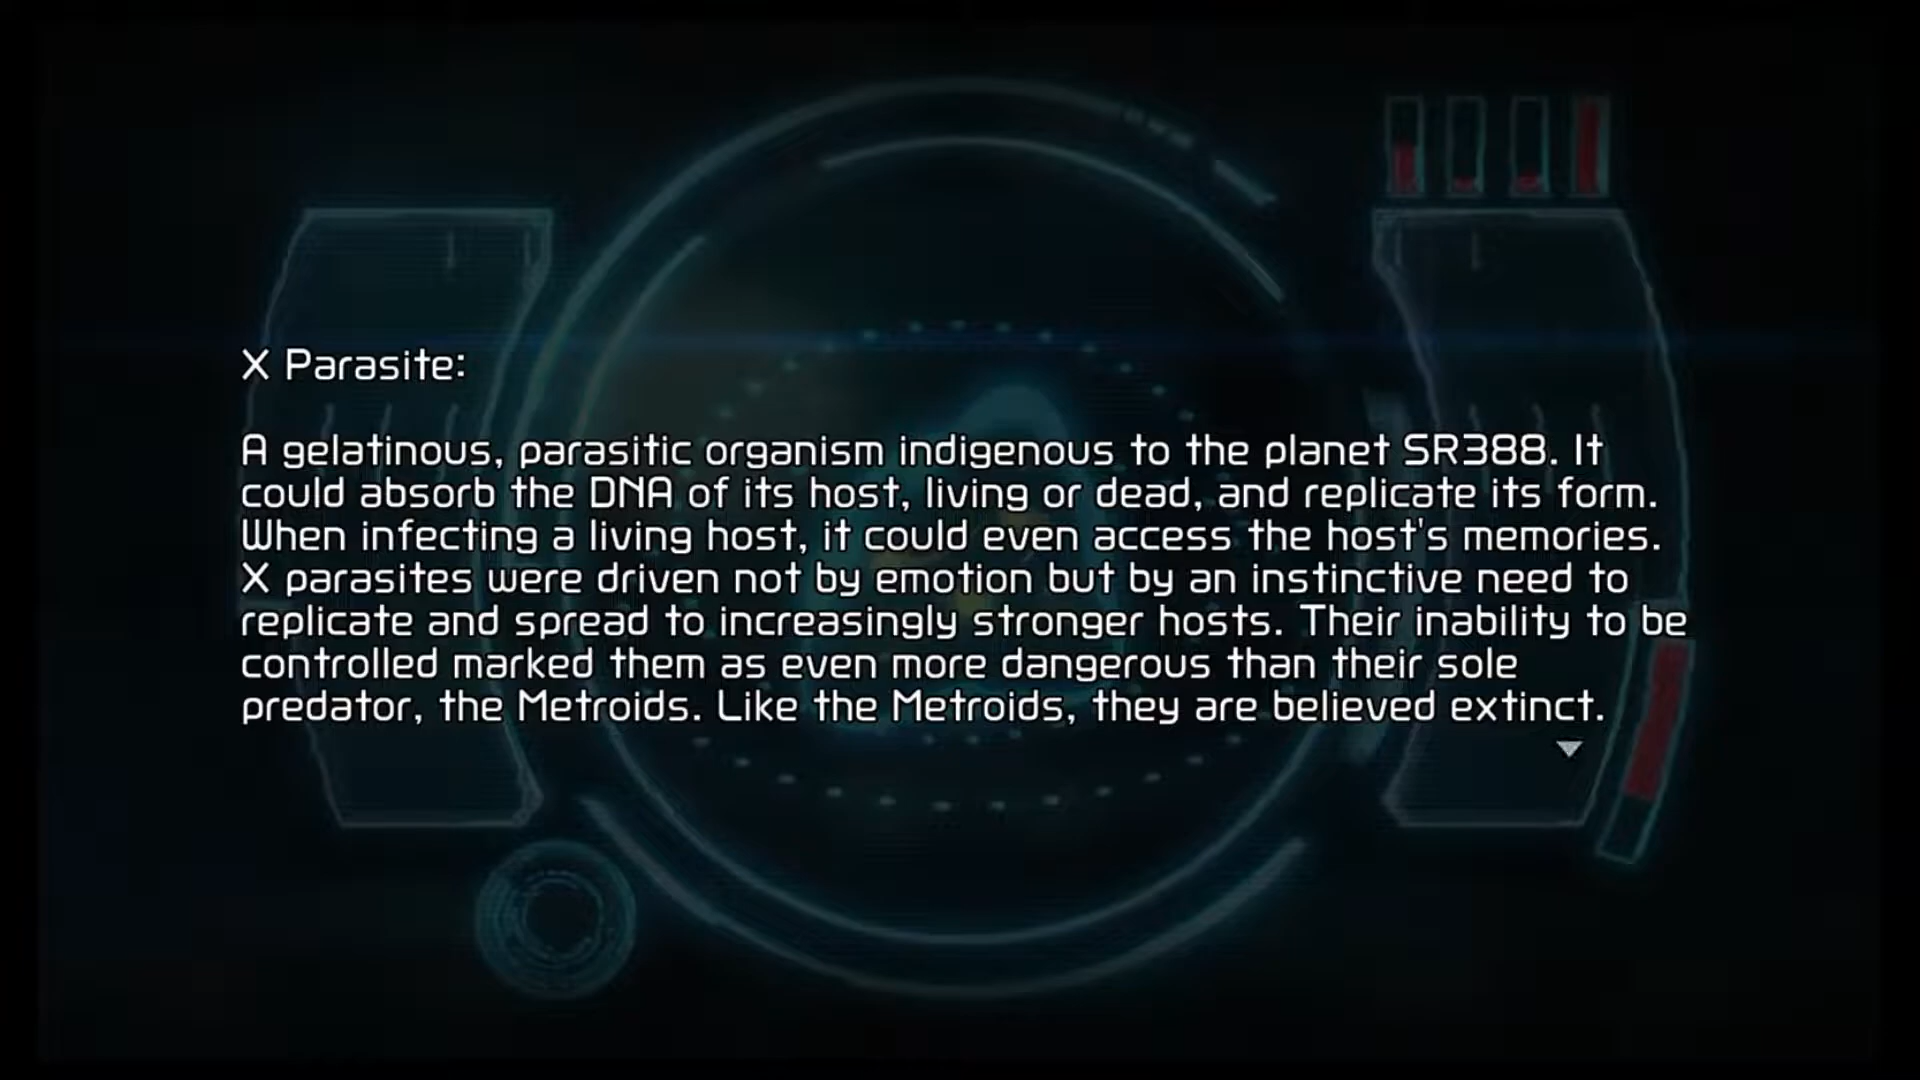 X Parasite:
A gelatinous, parasitic organism indigenous to the planet SR388. It
could absorb the DNA of its host, living or dead, and replicate its form.
When infecting a living host, it could even access the host's memories.
X parasites were driven not by emotion but by an instinctive need to
replicate and spread to increasingly stronger hosts. Their inability to be
controlled marked them as even more dangerous than their sole
predator, the Metroids. Like the Metroids, they are believed extinct.